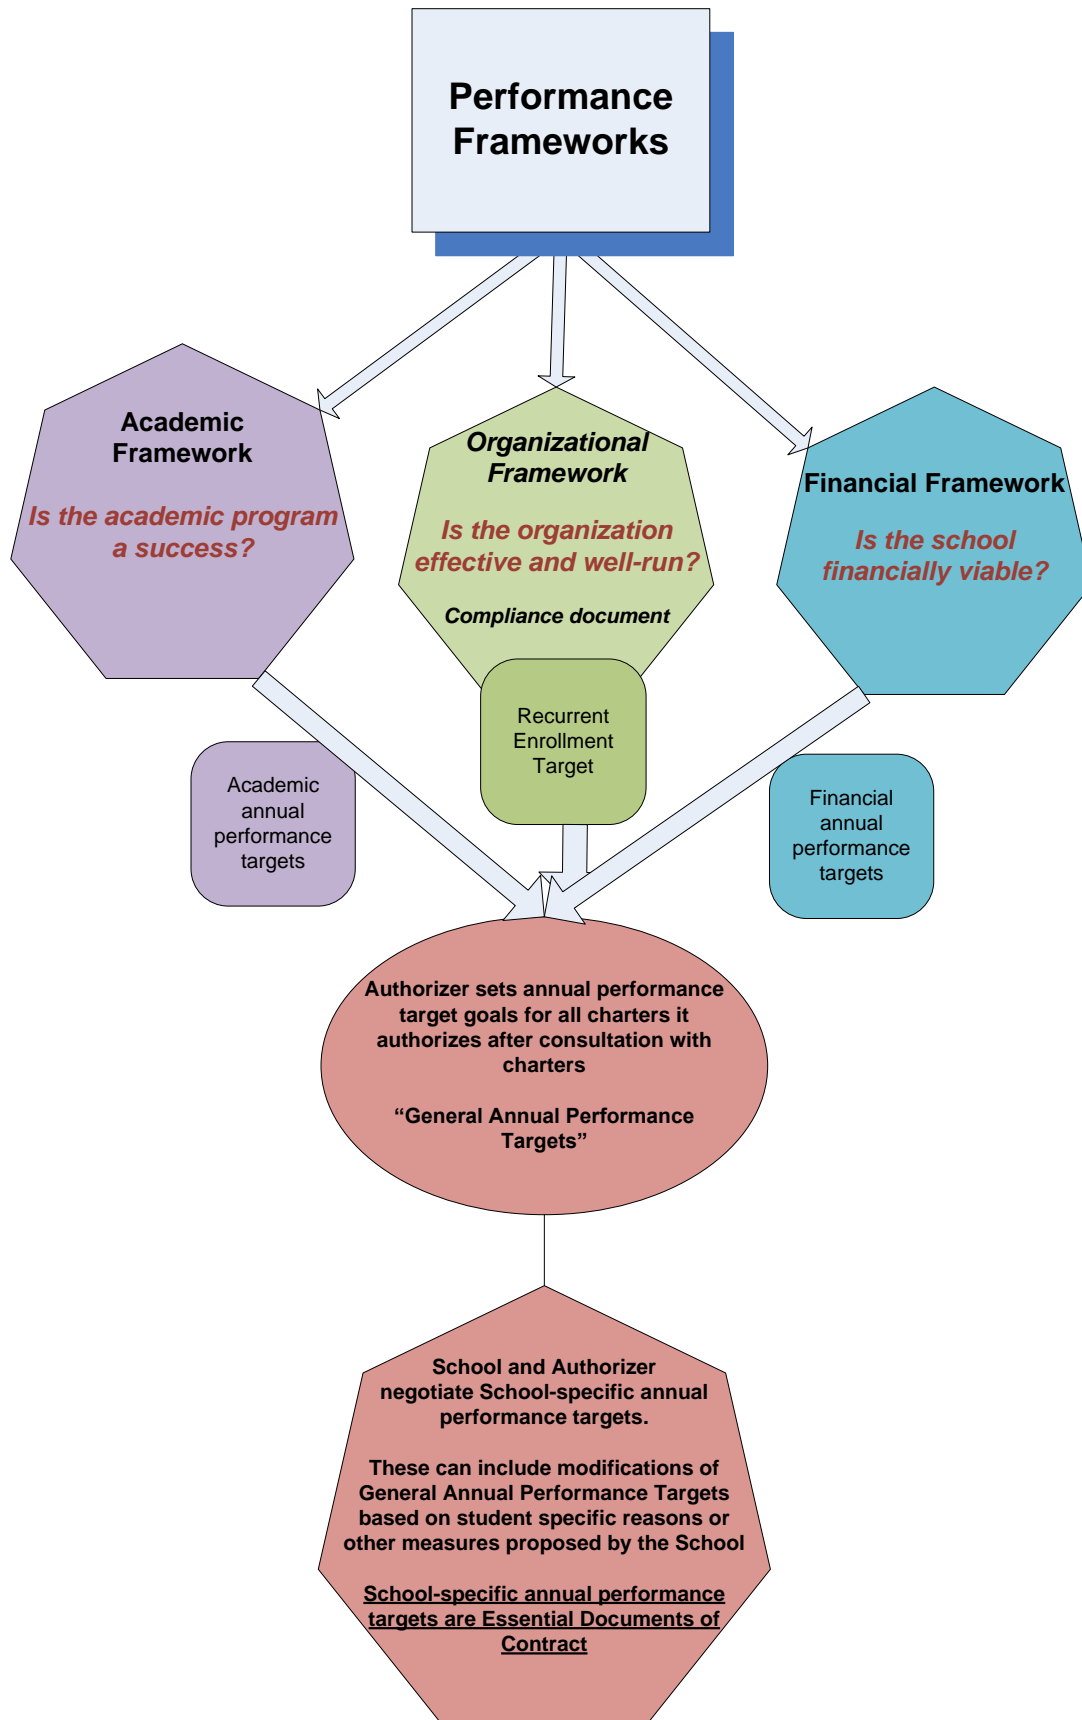 Performance
Frameworks
Academic
Framework
Is the academic program
a success?
Organizational
Framework
Is the organization
effective and well-run?
Compliance document
Financial Framework
Is the school
financially viable?
Academic
annual
performance
targets
Recurrent
Enrollment
Target
Financial
annual
performance
targets
Authorizer sets annual performance
target goals for all charters it
authorizes after consultation with
charters
“General Annual Performance
Targets”
School and Authorizer
negotiate School-specific annual
performance targets.
These can include modifications of
General Annual Performance Targets
based on student specific reasons or
other measures proposed by the School
School-specific annual performance
targets are Essential Documents of
Contract